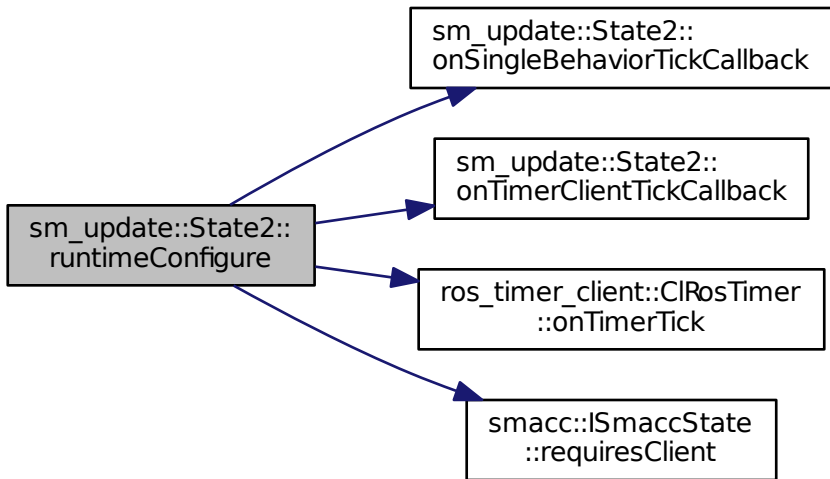 sm_update::State2::
onSingleBehaviorTickCallback
sm_update::State2::
onTimerClientTickCallback
sm_update::State2::
runtimeConfigure
ros_timer_client::ClRosTimer
::onTimerTick
smacc::ISmaccState
::requiresClient